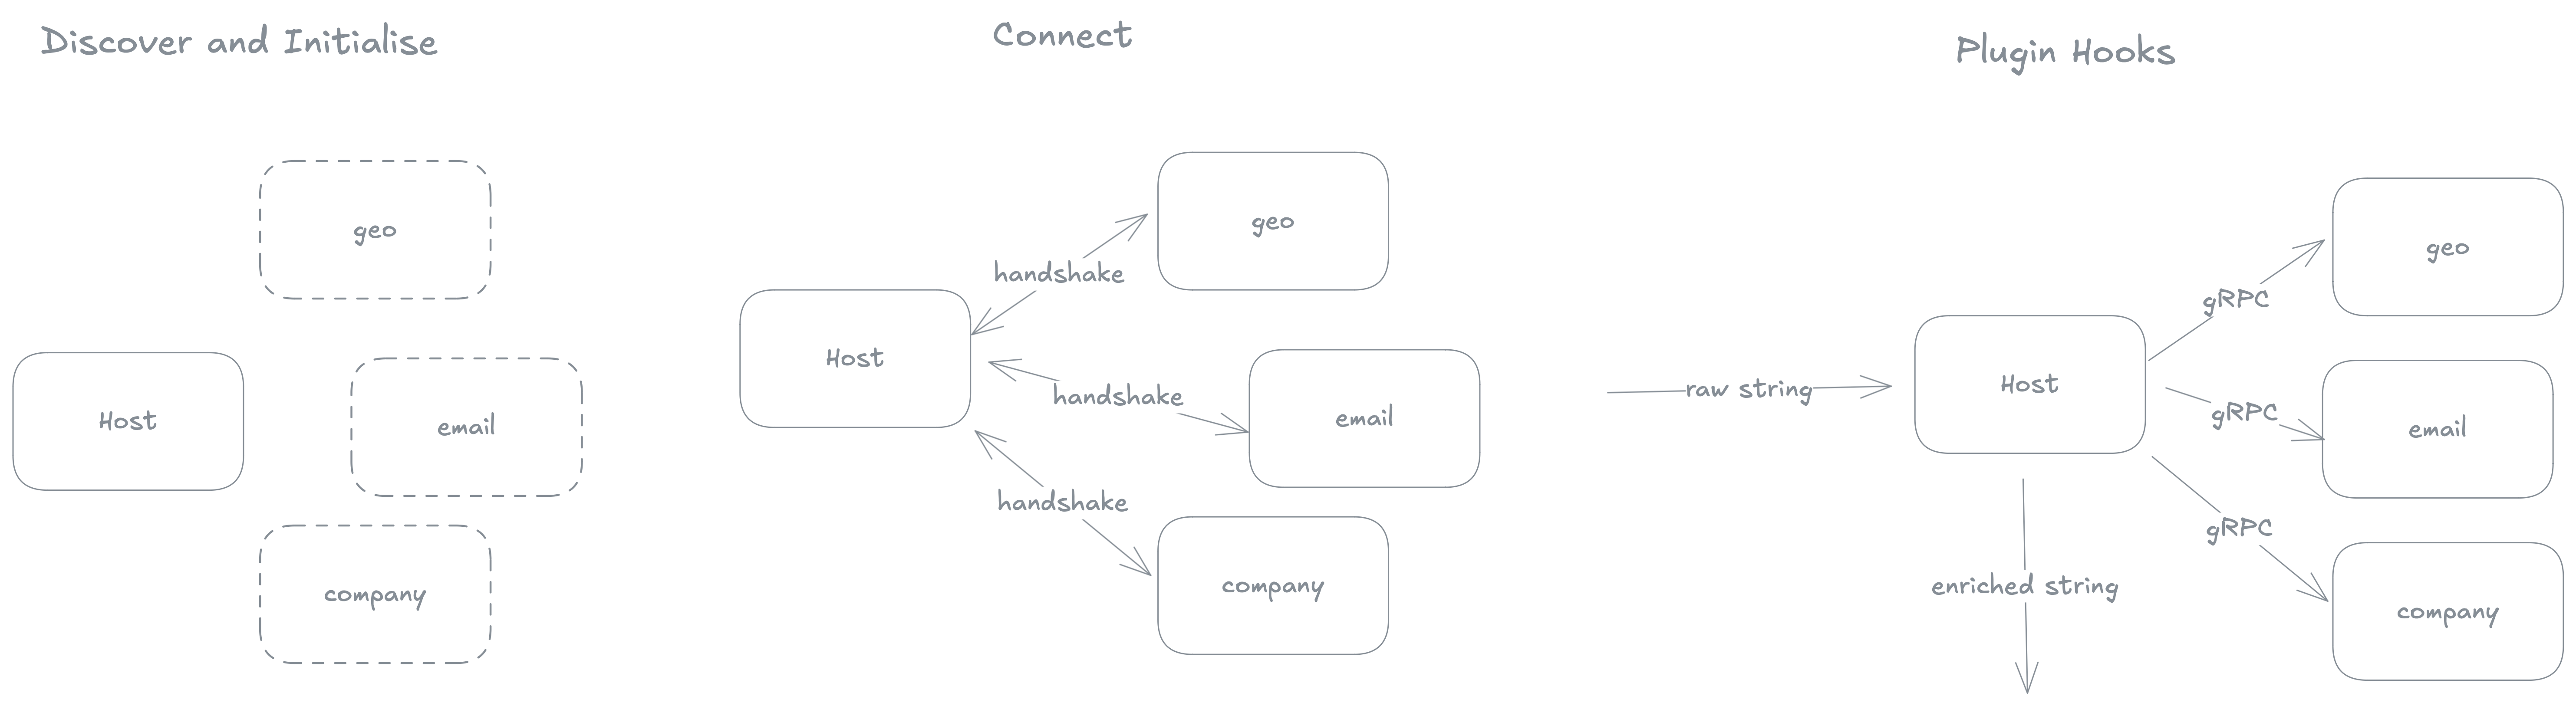 Discover and Initialise
geo
Host
email
company
Connect
geo
handshake
Host
handshake
email
handshake
company
Plugin Hooks
geo
gRPC
raw string
Host
gRPC
email
gRPC
enriched string
company